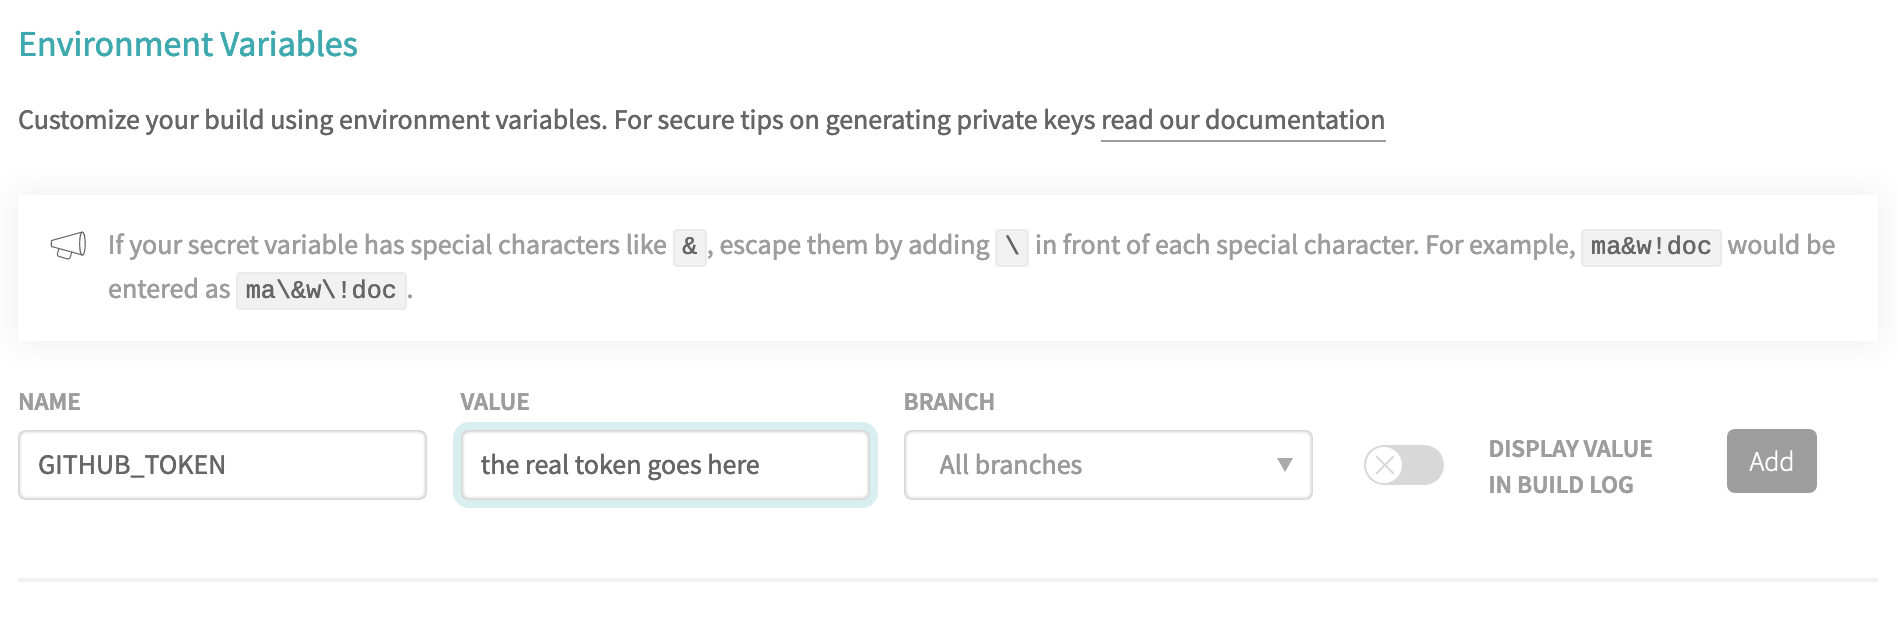 Environment Variables
Customize your build using environment variables. For secure tips on generating private keys read our documentation
If your secret variable has special characters like & , escape them by adding \ in front of each special character. For example, ma&w!doc would be
entered as ma\&w\!doc .
NAME
VALUE
BRANCH
GITHUB_TOKEN
the real token goes here
All branches
DISPLAY VALUE
IN BUILD LOG
Add